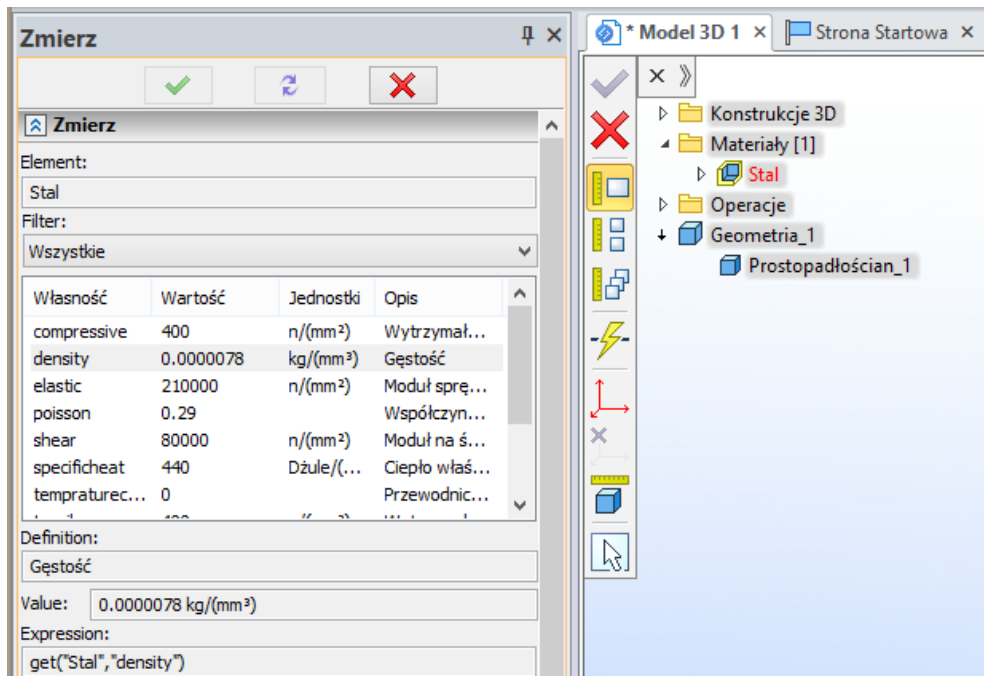 Zmierz
Zmierz
Element:
Stal
Filter:
Wszystkie
Własność Wartość Jednostki Opis
compressive 400 n/(mm²) Wytrzymał...
density 0.0000078 kg/(mm³) Gęstość
elastic 210000 n/(mm²) Moduł sprę...
poisson 0.29 Współczyn...
shear 80000 n/(mm²) Moduł na ś...
specificheat 440 Dżule/(... Ciepło właś...
tempraturec... 0 Przewodnic...
Definition:
Gęstość
Value: 0.0000078 kg/(mm³)
Expression:
get("Stal","density")
* Model 3D 1 Strona Startowa
Konstrukcje 3D
Materiały [1]
Stal
Operacje
Geometria_1
Prostopadłościan_1